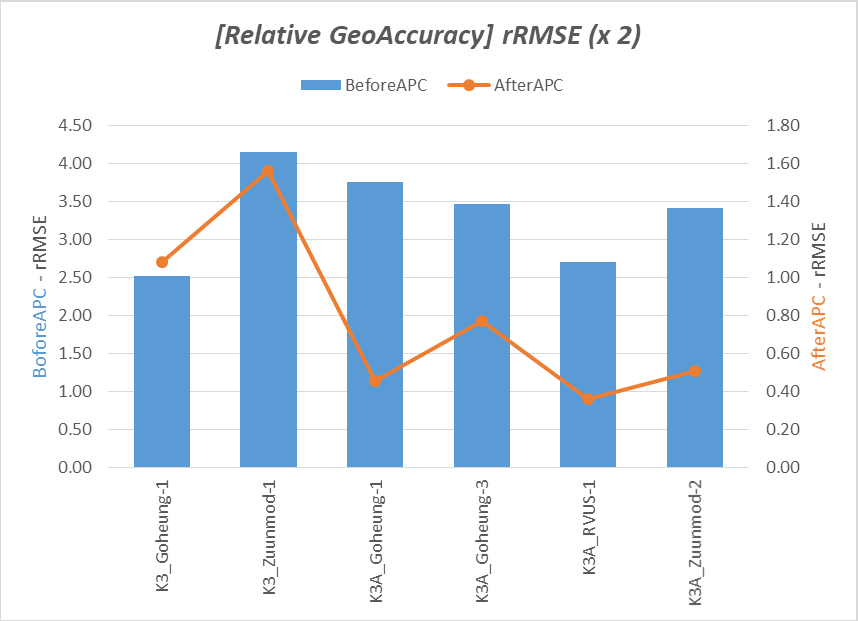 [Relative GeoAccuracy] rRMSE (x 2)
BeforeAPC
AfterAPC
4.50
4.00
3.50
3.00
2.50
2.00
1.50
1.00
0.50
0.00
BoforeAPC - rRMSE
1.80
1.60
1.40
1.20
1.00
0.80
0.60
0.40
0.20
0.00
AfterAPC - rRMSE
K3_Goheung-1
K3_Zuunmod-1
K3A_Goheung-1
K3A_Goheung-3
K3A_RVUS-1
K3A_Zuunmod-2